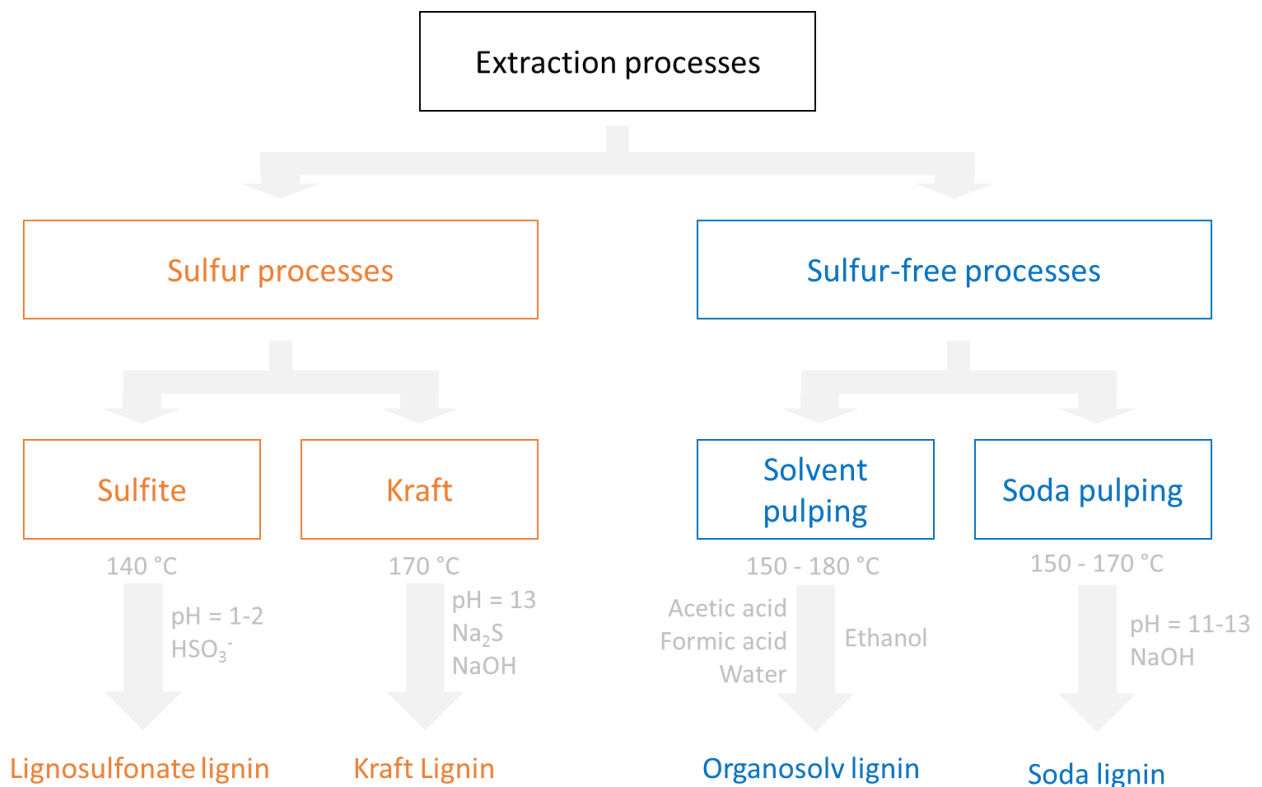 Extraction processes
Sulfur processes
Sulfur-free processes
Sulfite
Kraft
Solvent
pulping
Soda pulping
140 °C
170 °C
150 - 180 °C
150 - 170 °C
pH = 1-2
HSO₃⁻
pH = 13
Na₂S
NaOH
Acetic acid
Formic acid
Water
Ethanol
pH = 11-13
NaOH
Lignosulfonate lignin
Kraft Lignin
Organosolv lignin
Soda lignin